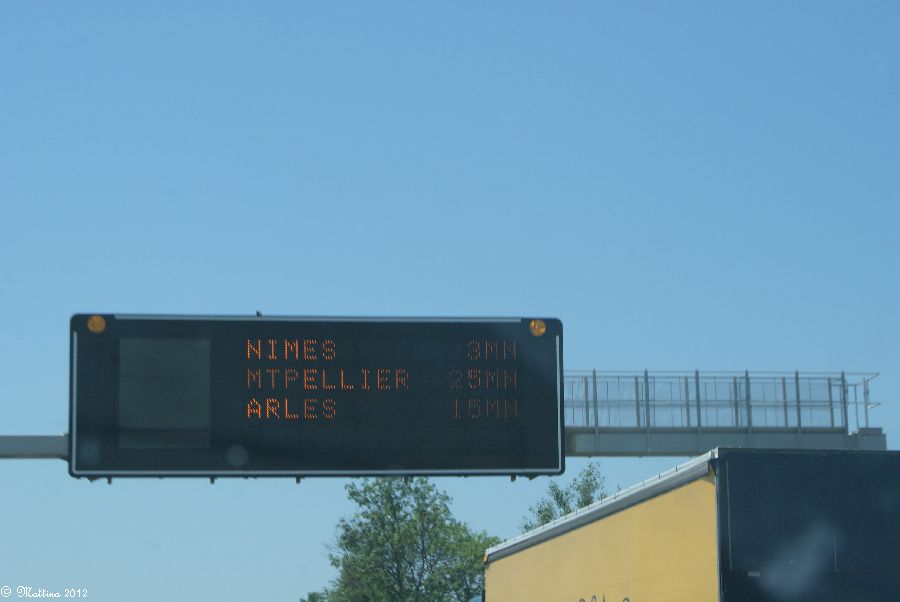 NIMES 3MN
MTPELLIER 25MN
ARLES 15MN
© Mattina 2012